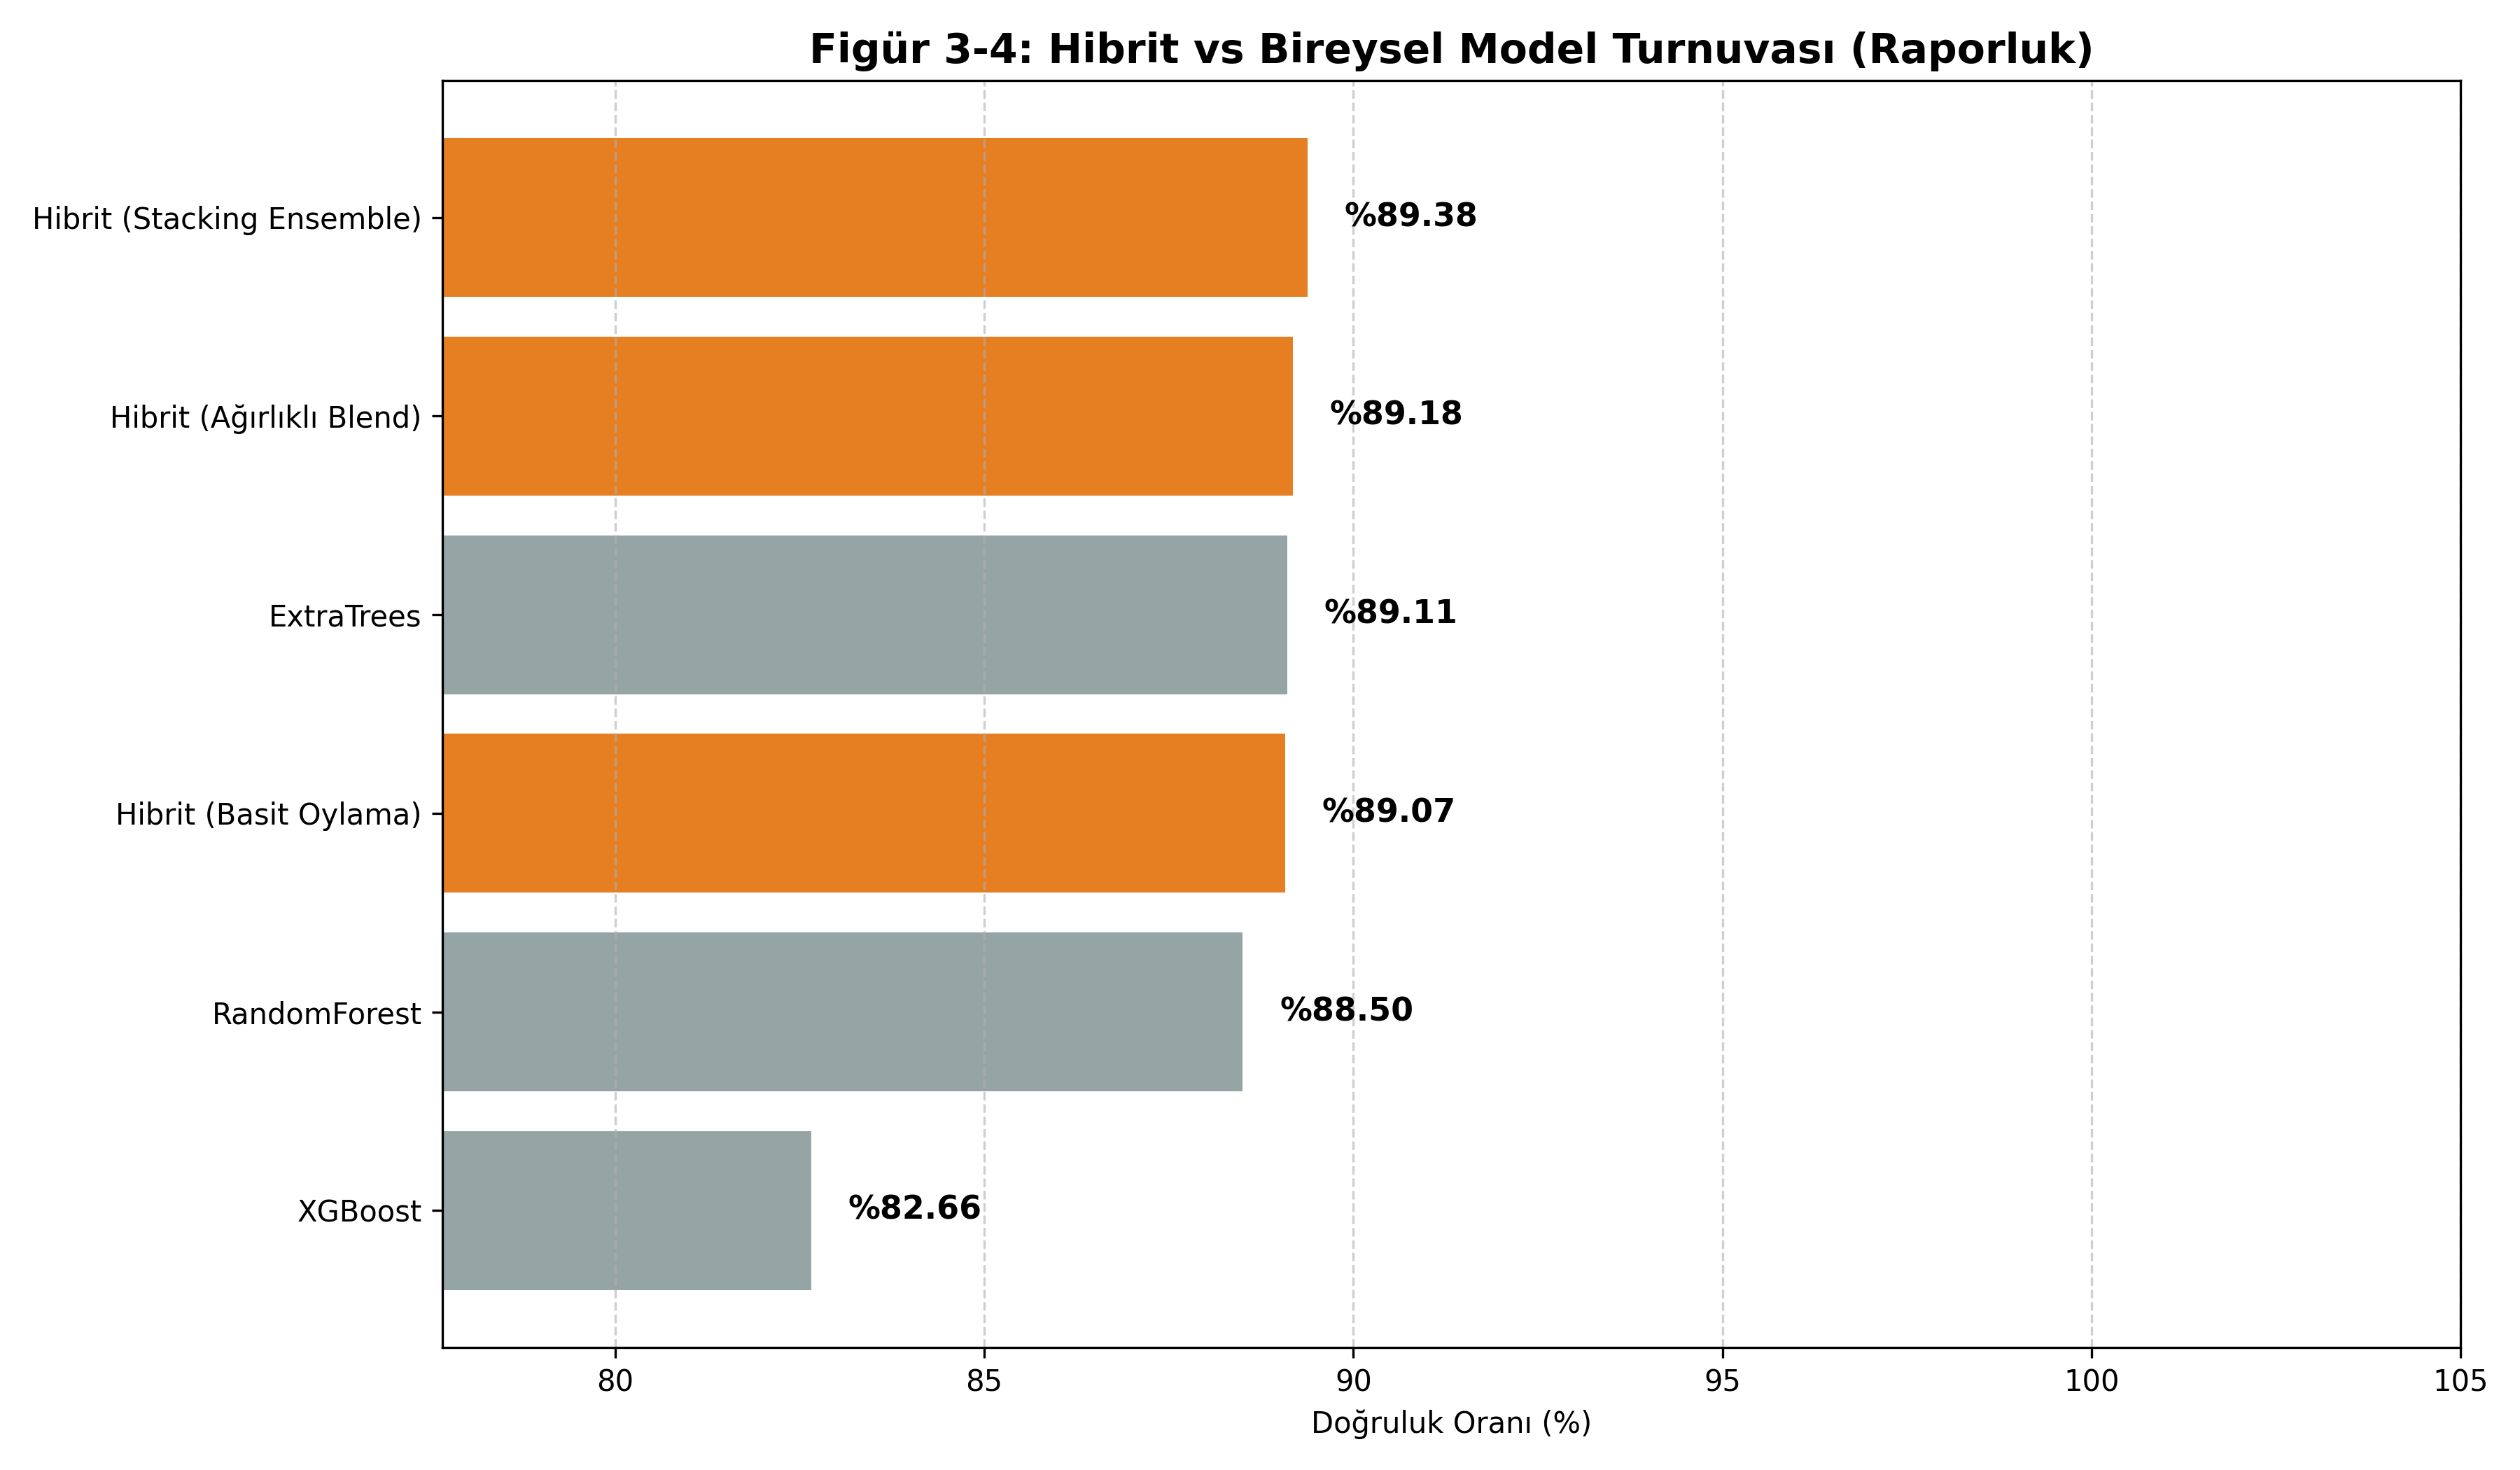 Figür 3-4: Hibrit vs Bireysel Model Turnuvası (Raporluk)
Hibrit (Stacking Ensemble)
%89.38
Hibrit (Ağırlıklı Blend)
%89.18
ExtraTrees
%89.11
Hibrit (Basit Oylama)
%89.07
RandomForest
%88.50
XGBoost
%82.66
80 85 90 95 100 105
Doğruluk Oranı (%)